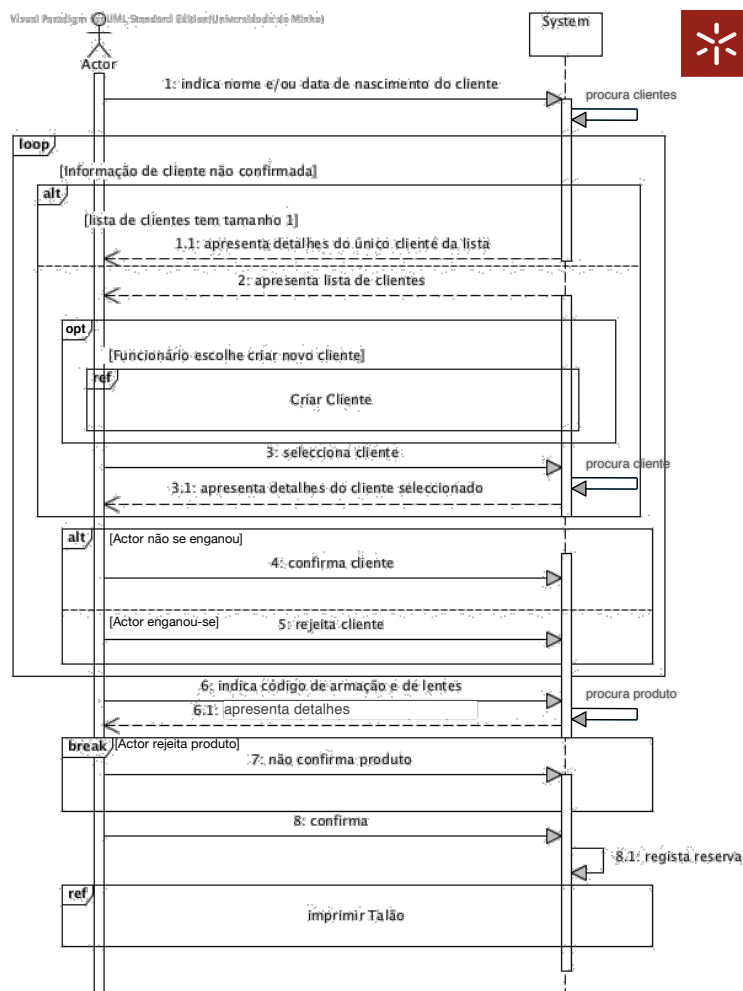 Visual Paradigm for UML Standard Edition(Universidade do Minho)
System
Actor
1: indica nome e/ou data de nascimento do cliente
procura clientes
loop
[Informação de cliente não confirmada]
alt
[lista de clientes tem tamanho 1]
1.1: apresenta detalhes do único cliente da lista
2: apresenta lista de clientes
opt
[Funcionário escolhe criar novo cliente]
ref
Criar Cliente
3: selecciona cliente
procura cliente
3.1: apresenta detalhes do cliente seleccionado
alt
[Actor não se enganou]
4: confirma cliente
[Actor enganou-se]
5: rejeita cliente
6: indica código de armação e de lentes
procura produto
6.1: apresenta detalhes
break
[Actor rejeita produto]
7: não confirma produto
8: confirma
8.1: regista reserva
ref
imprimir Talão